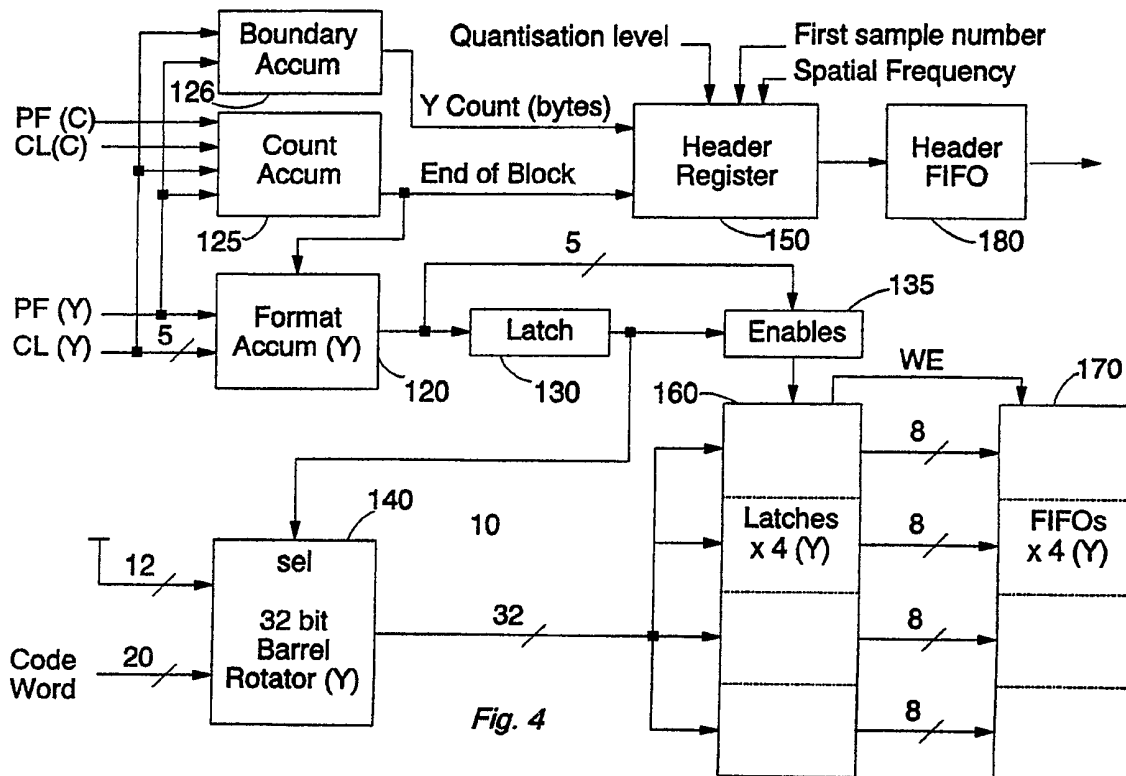 Boundary
Accum
126
Quantisation level
First sample number
Spatial Frequency
PF (C)
CL(C)
Count
Accum
125
Y Count (bytes)
End of Block
Header
Register
150
Header
FIFO
180
PF (Y)
CL (Y)
5
Format
Accum (Y)
120
5
Latch
130
135
Enables
WE
160
170
8
8
8
8
Latches
x 4 (Y)
FIFOs
x 4 (Y)
140
10
sel
32 bit
Barrel
Rotator (Y)
12
20
Code
Word
32
Fig. 4